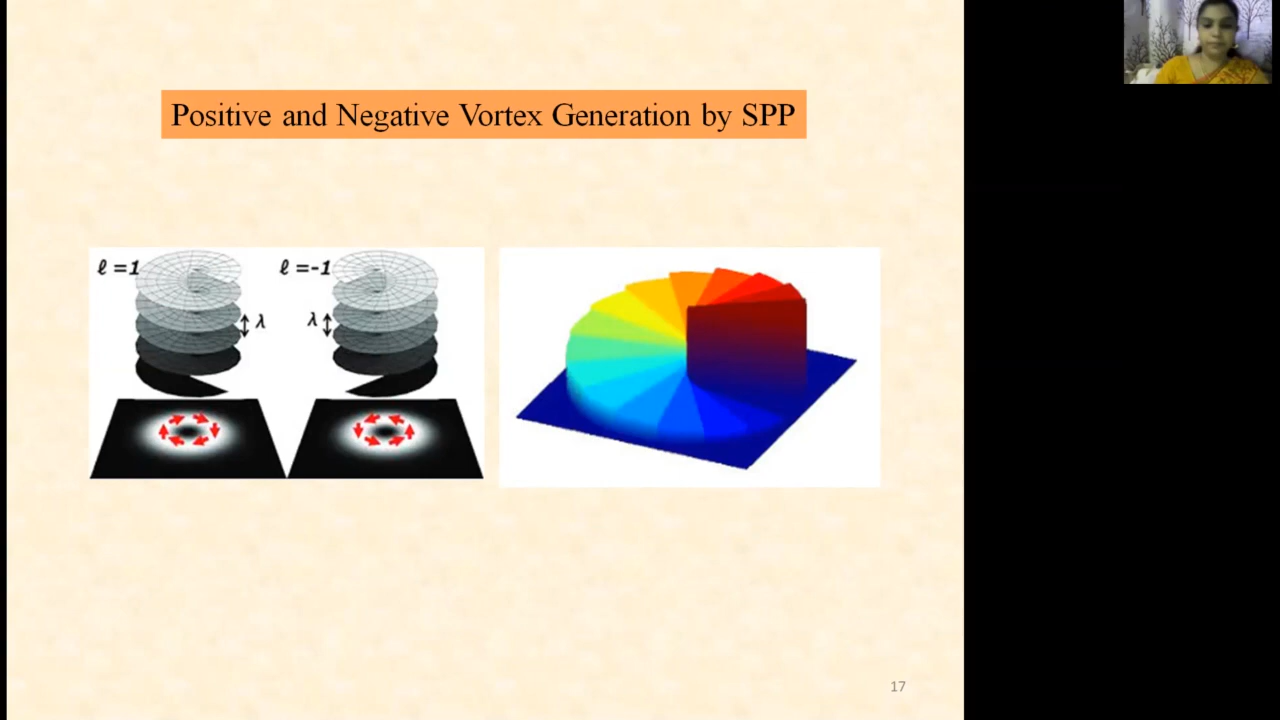 Positive and Negative Vortex Generation by SPP
ℓ =1
ℓ =-1
λ
λ
17